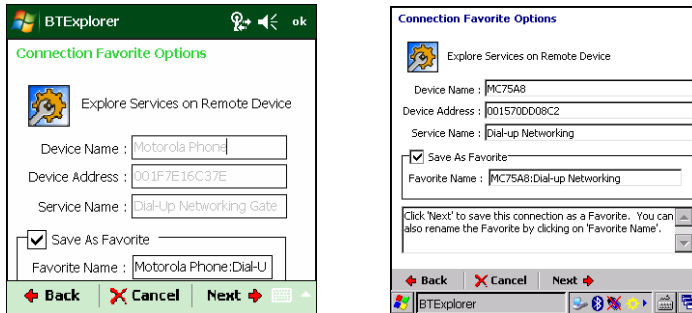 BTExplorer
ok
Connection Favorite Options
Explore Services on Remote Device
Device Name : Motorola Phone
Device Address : 001F7E16C37E
Service Name : Dial-Up Networking Gate
Save As Favorite
Favorite Name : Motorola Phone:Dial-U
Back Cancel Next
Connection Favorite Options
Explore Services on Remote Device
Device Name : MC75A8
Device Address : 001570DD08C2
Service Name : Dial-up Networking
Save As Favorite
Favorite Name : MC75A8:Dial-up Networking
Click 'Next' to save this connection as a Favorite. You can
also rename the Favorite by clicking on 'Favorite Name'.
Back Cancel Next
BTExplorer